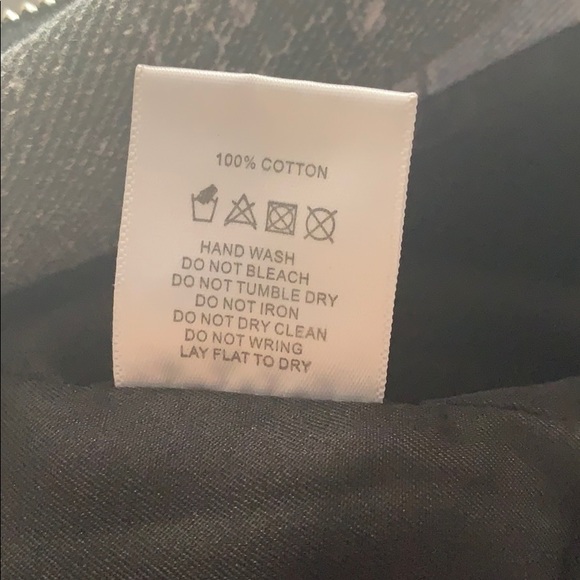 100% COTTON
HAND WASH
DO NOT BLEACH
DO NOT TUMBLE DRY
DO NOT IRON
DO NOT DRY CLEAN
DO NOT WRING
LAY FLAT TO DRY